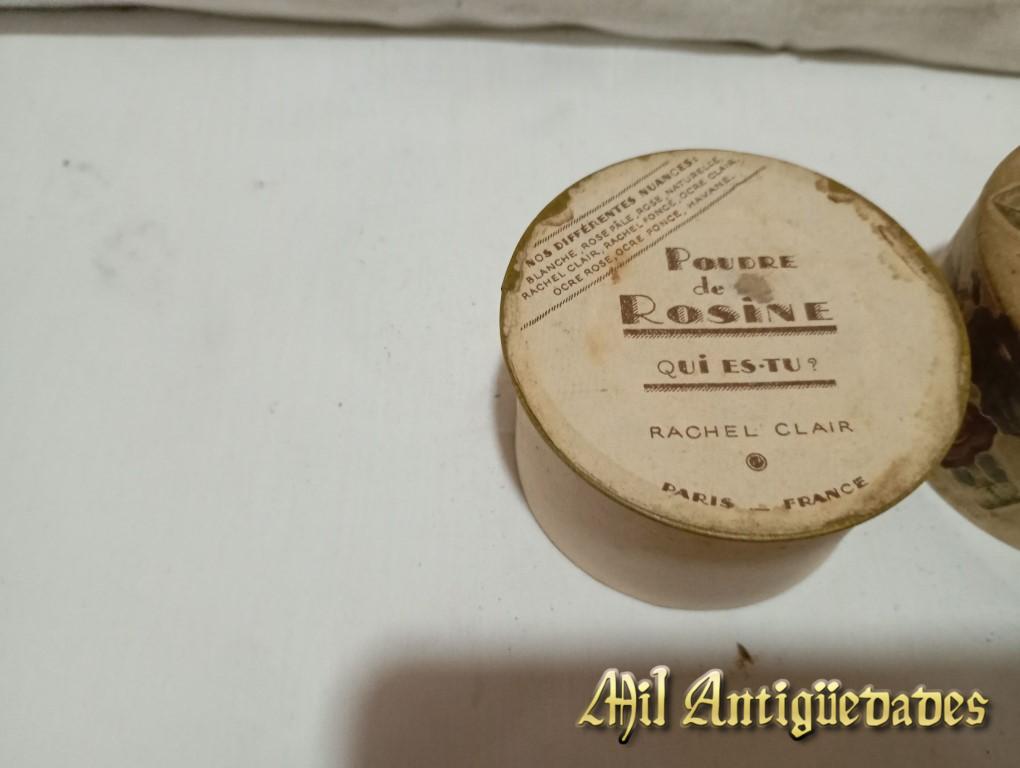 NOS DIFFÉRENTES NUANCES:
BLANCHE, ROSE PÂLE, ROSE NATURELLE,
RACHEL CLAIR, RACHEL FONCÉ, OCRE CLAIR,
OCRE ROSE, OCRE FONCÉ, HAVANE.
POUDRE
de
ROSiNE
QUi ES-TU?
RACHEL CLAIR
PARIS — FRANCE
Mil Antigüedades